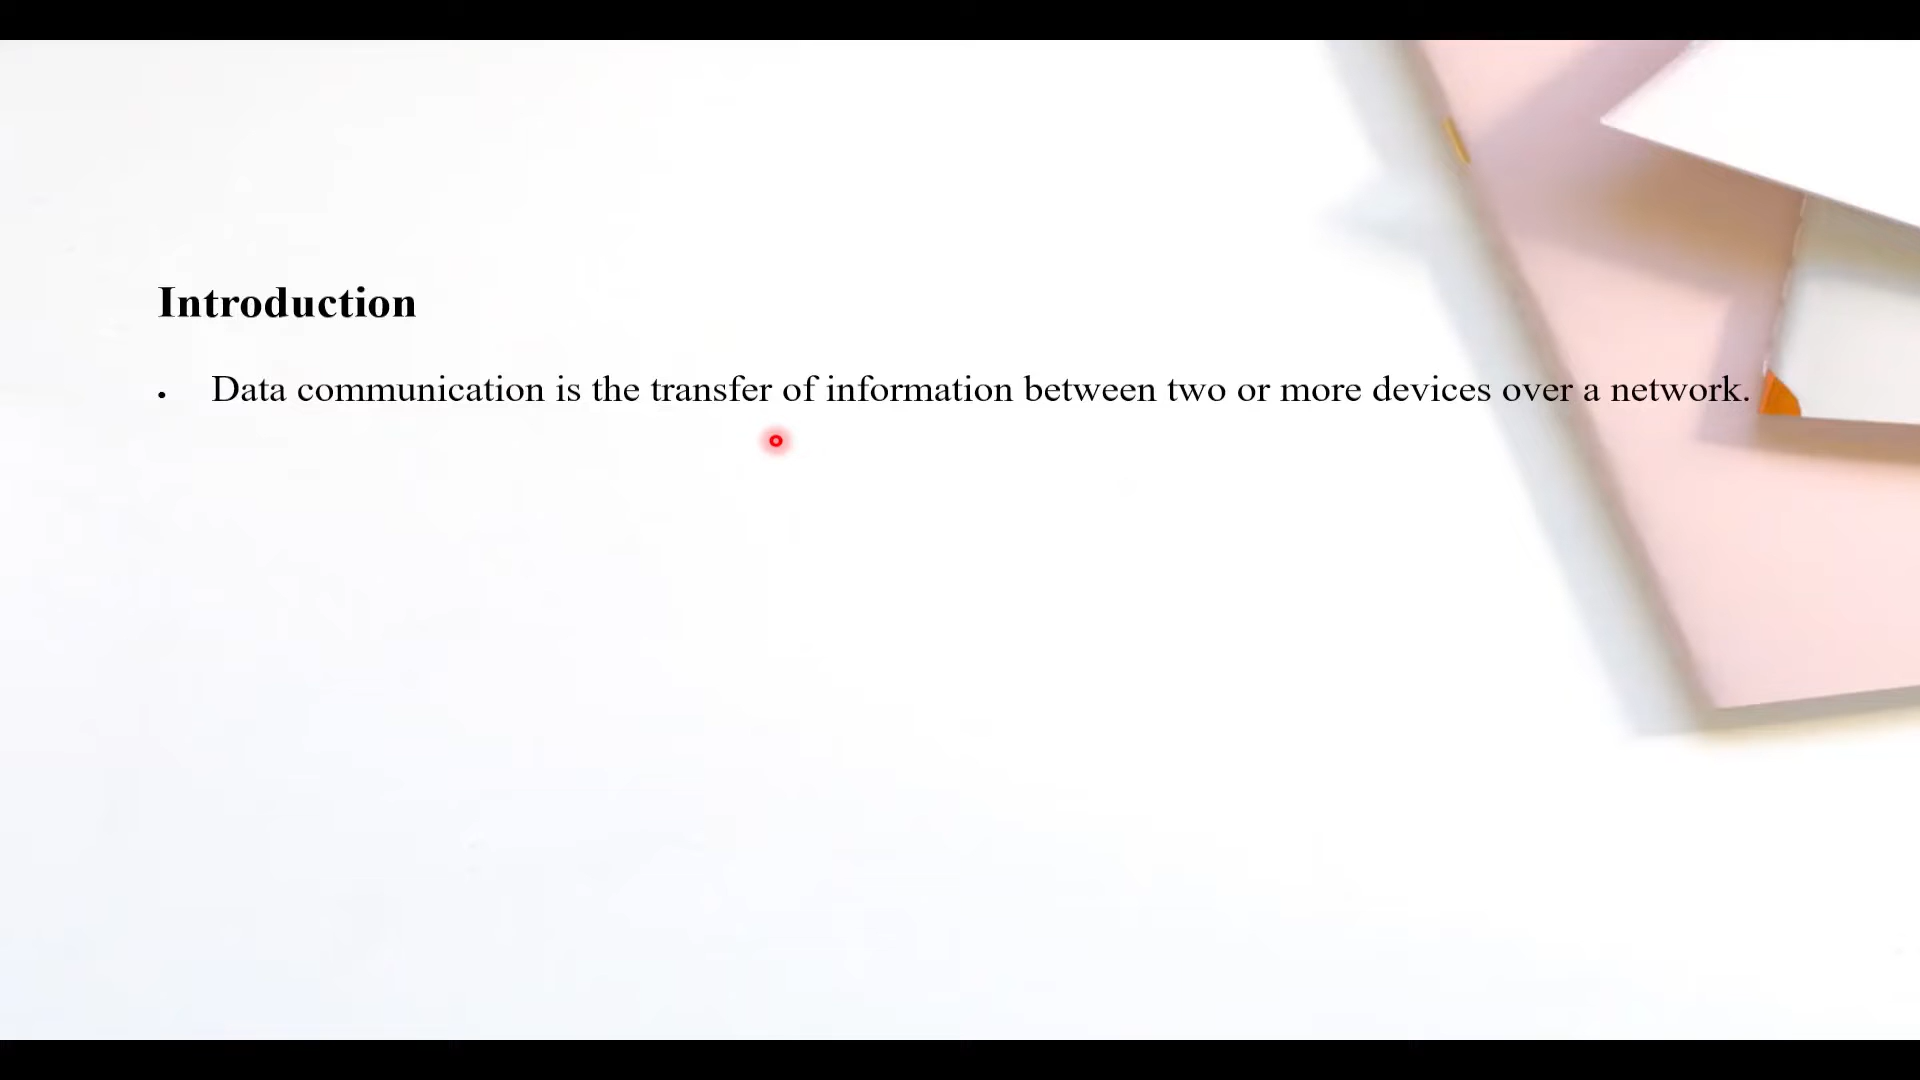 Introduction
• Data communication is the transfer of information between two or more devices over a network.